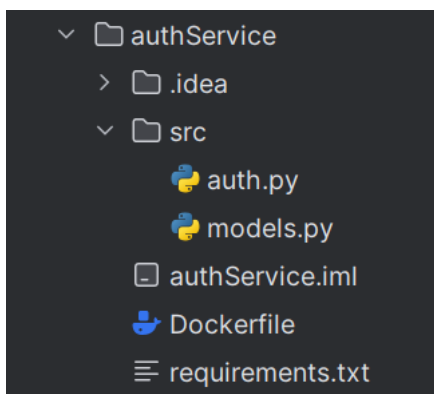 authService
.idea
src
auth.py
models.py
authService.iml
Dockerfile
requirements.txt